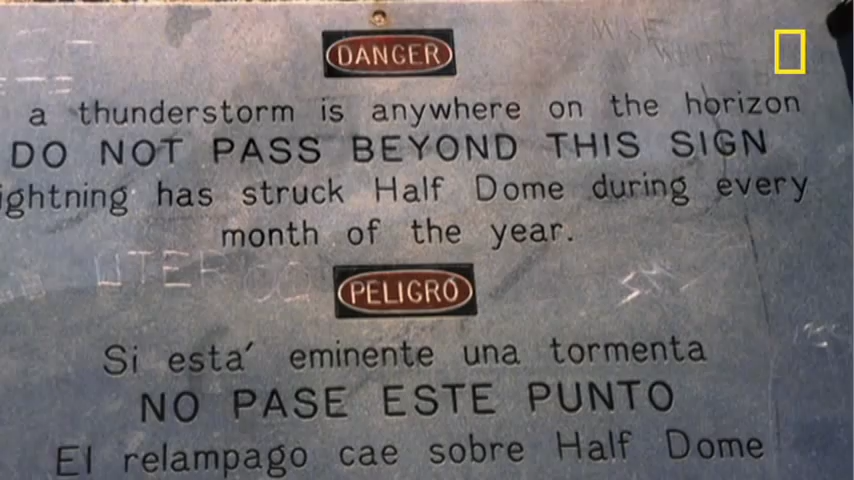 DANGER
a thunderstorm is anywhere on the horizon
DO NOT PASS BEYOND THIS SIGN
ightning has struck Half Dome during every
month of the year.
PELIGRO
Si esta´ eminente una tormenta
NO PASE ESTE PUNTO
El relampago cae sobre Half Dome